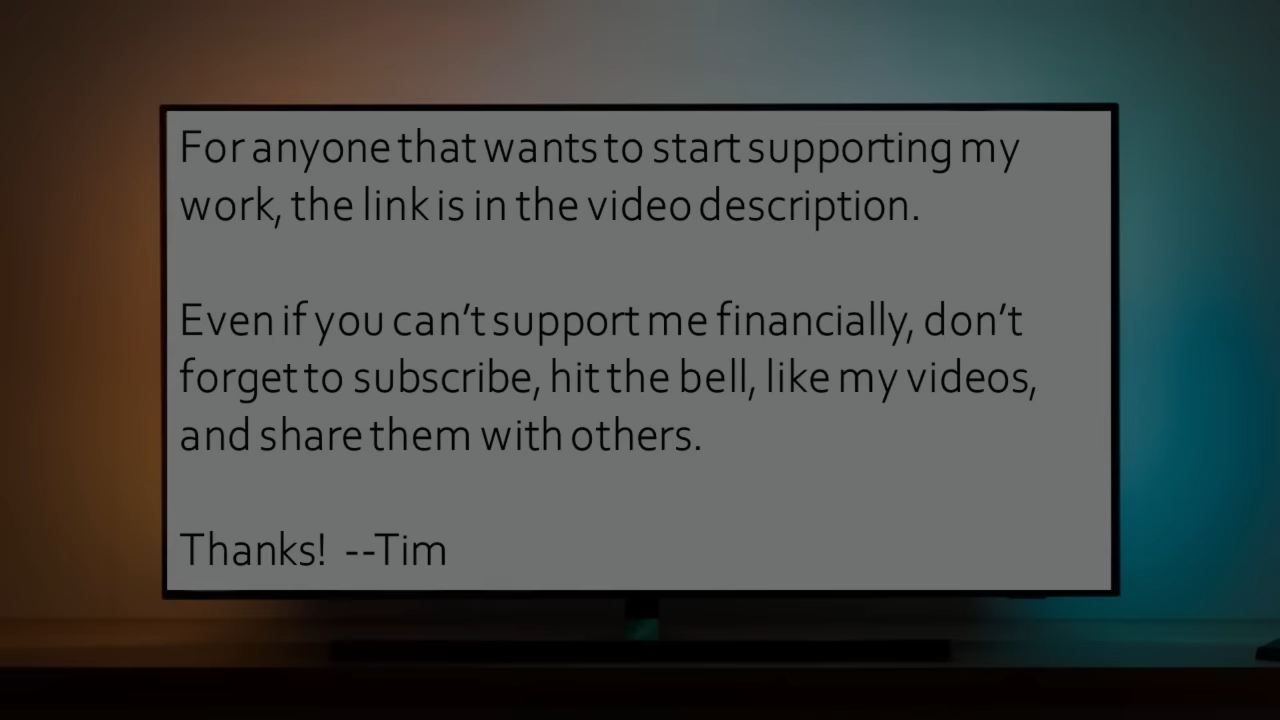 For anyone that wants to start supporting my
work, the link is in the video description.
Even if you can’t support me financially, don’t
forget to subscribe, hit the bell, like my videos,
and share them with others.
Thanks!  --Tim